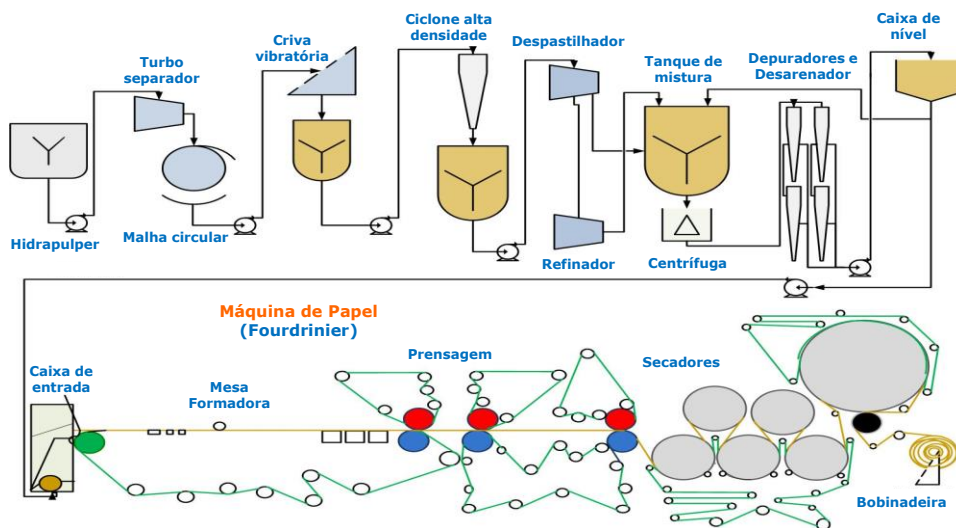 Ciclone alta
densidade
Caixa de
nível
Criva
vibratória
Turbo
separador
Despastilhador
Tanque de
mistura
Depuradores e
Desarenador
Hidrapulper
Malha circular
Refinador
Centrífuga
Máquina de Papel
(Fourdrinier)
Caixa de
entrada
Mesa
Formadora
Prensagem
Secadores
Bobinadeira